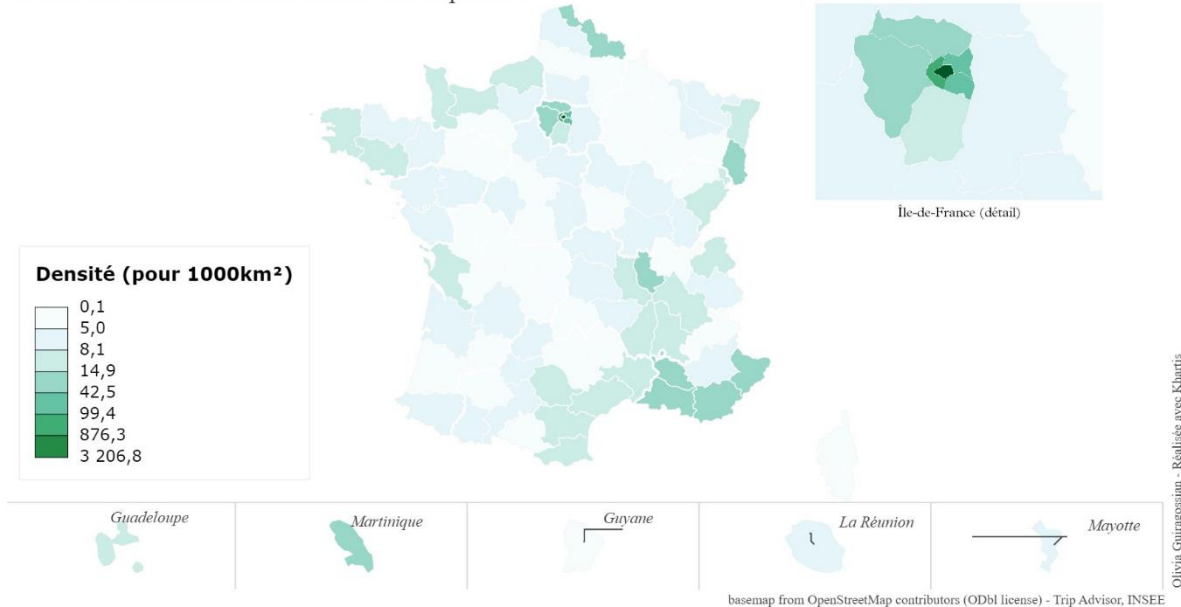 Île-de-France (détail)
Densité (pour 1000km²)
0,1
5,0
8,1
14,9
42,5
99,4
876,3
3 206,8
Guadeloupe
Martinique
Guyane
La Réunion
Mayotte
Olivia Guiragossian - Réalisée avec Khartis
basemap from OpenStreetMap contributors (ODbl license) - Trip Advisor, INSEE